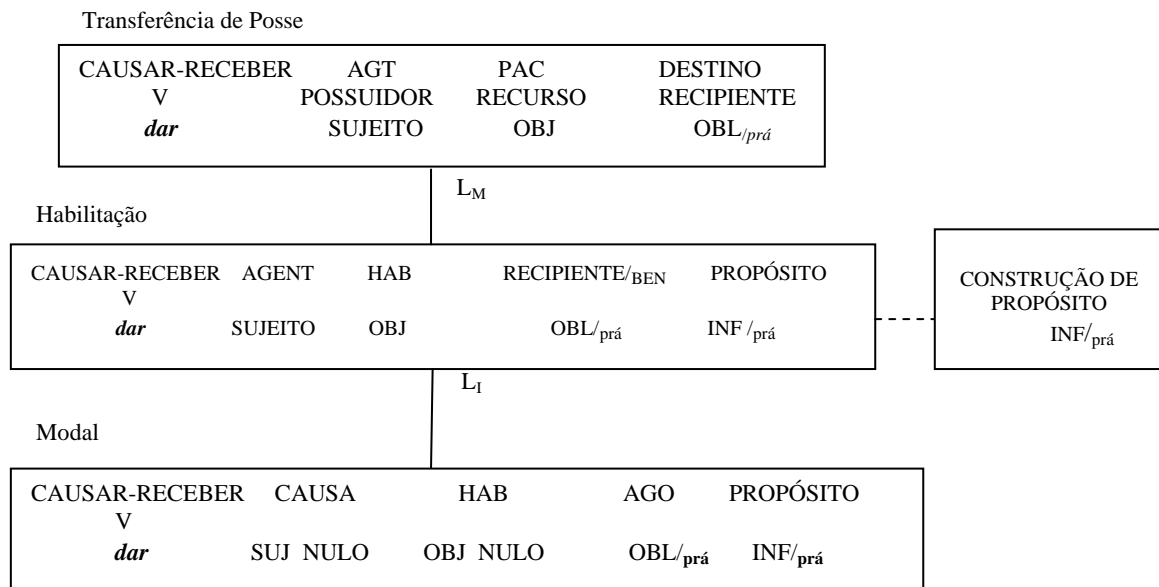 Transferência de Posse
CAUSAR-RECEBER AGT PAC DESTINO
V POSSUIDOR RECURSO RECIPIENTE
dar SUJEITO OBJ OBL/prá
LM
Habilitação
CAUSAR-RECEBER AGENT HAB RECIPIENTE/BEN PROPÓSITO
V
dar SUJEITO OBJ OBL/prá INF /prá
CONSTRUÇÃO DE
PROPÓSITO
INF/prá
LI
Modal
CAUSAR-RECEBER CAUSA HAB AGO PROPÓSITO
V
dar SUJ NULO OBJ NULO OBL/prá INF/prá